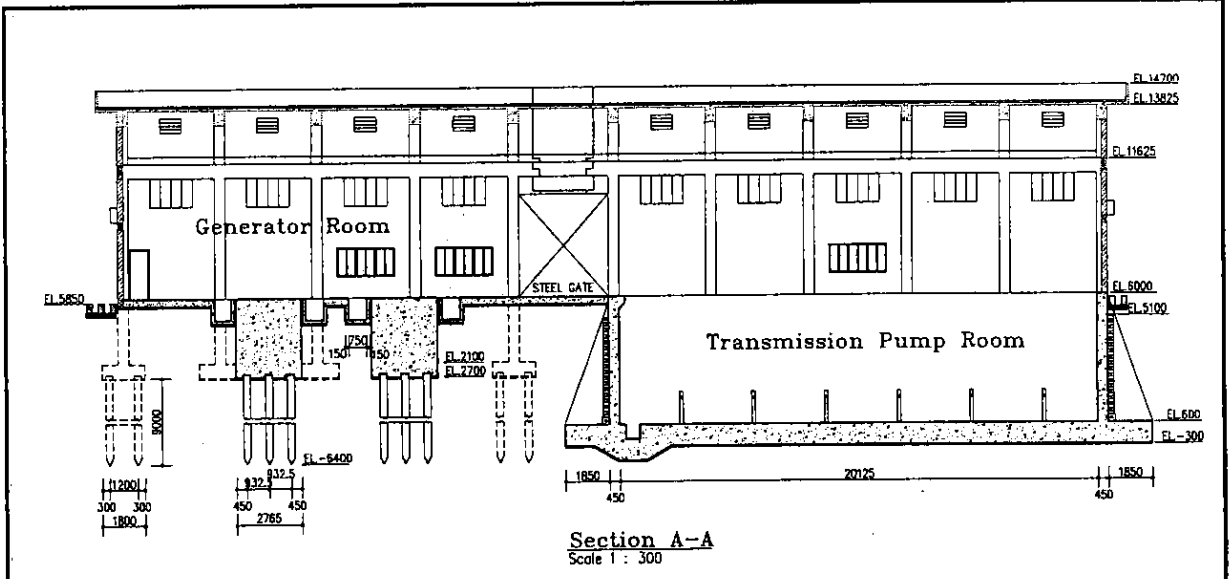 EL.14700
EL.13825
EL.11625
Generator Room
STEEL GATE
EL.5850
EL.6000
EL.5100
Transmission Pump Room
750
150 150
EL.2100
EL.2700
9000
EL.600
EL.-300
EL.-6400
932.5
932.5
1200
300 300
1800
450 450
2765
1850
450
20125
450
1850
Section A-A
Scale 1 : 300